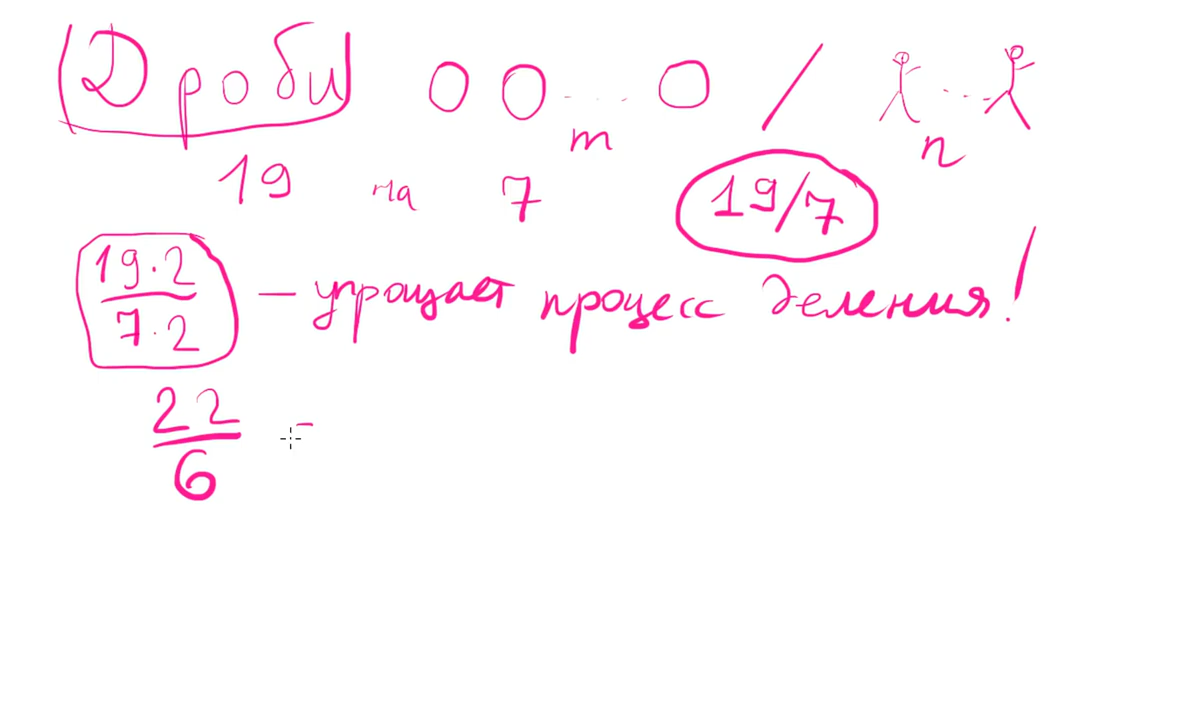 Дроби 0 0 ... 0 /
m n
19 на 7 19/7
19·2
7·2
— упрощает процесс деления!
22
6